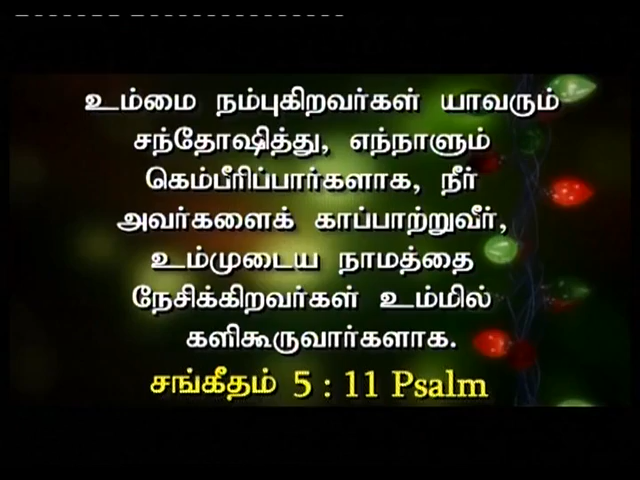 உம்மை நம்புகிறவர்கள் யாவரும்
சந்தோஷித்து, எந்நாளும்
கெம்பீரிப்பார்களாக, நீர்
அவர்களைக் காப்பாற்றுவீர்,
உம்முடைய நாமத்தை
நேசிக்கிறவர்கள் உம்மில்
களிகூருவார்களாக.
சங்கீதம் 5 : 11 Psalm